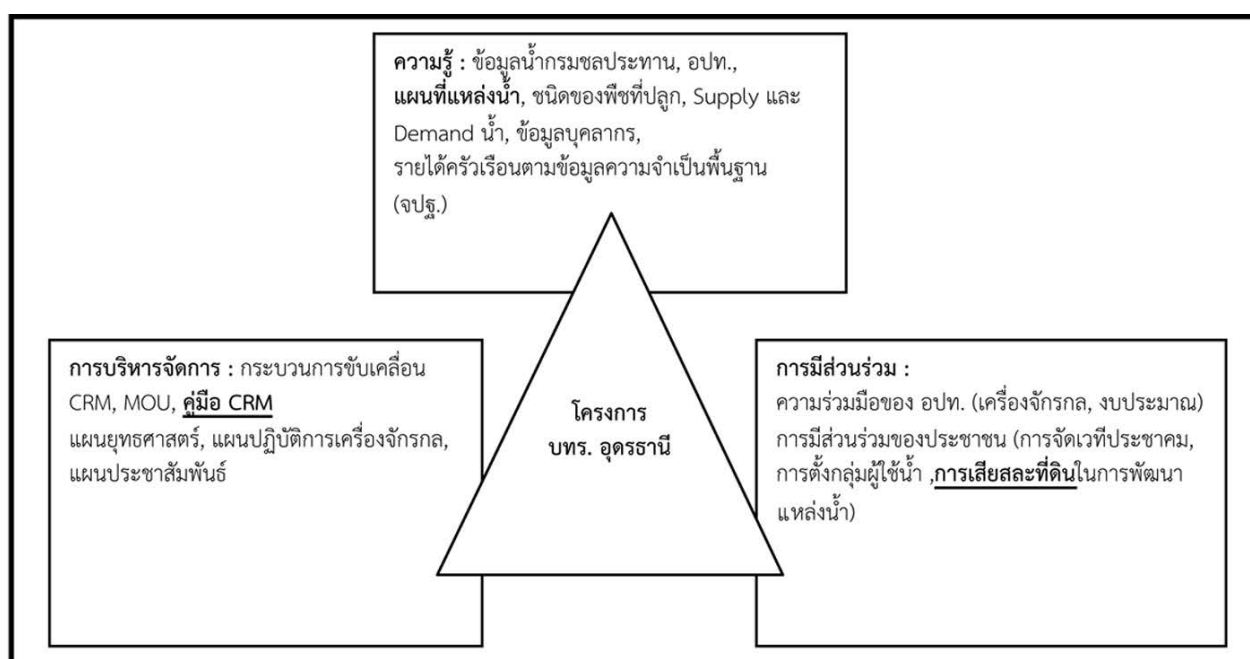 ความรู้ : ข้อมูลน้ำกรมชลประทาน, อปท.,
แผนที่แหล่งน้ำ, ชนิดของพืชที่ปลูก, Supply และ
Demand น้ำ, ข้อมูลบุคลากร,
รายได้ครัวเรือนตามข้อมูลความจำเป็นพื้นฐาน
(จปฐ.)
การบริหารจัดการ : กระบวนการขับเคลื่อน
CRM, MOU, คู่มือ CRM
แผนยุทธศาสตร์, แผนปฏิบัติการเครื่องจักรกล,
แผนประชาสัมพันธ์
โครงการ
บทร. อุดรธานี
การมีส่วนร่วม :
ความร่วมมือของ อปท. (เครื่องจักรกล, งบประมาณ)
การมีส่วนร่วมของประชาชน (การจัดเวทีประชาคม,
การตั้งกลุ่มผู้ใช้น้ำ ,การเสียสละที่ดินในการพัฒนา
แหล่งน้ำ)